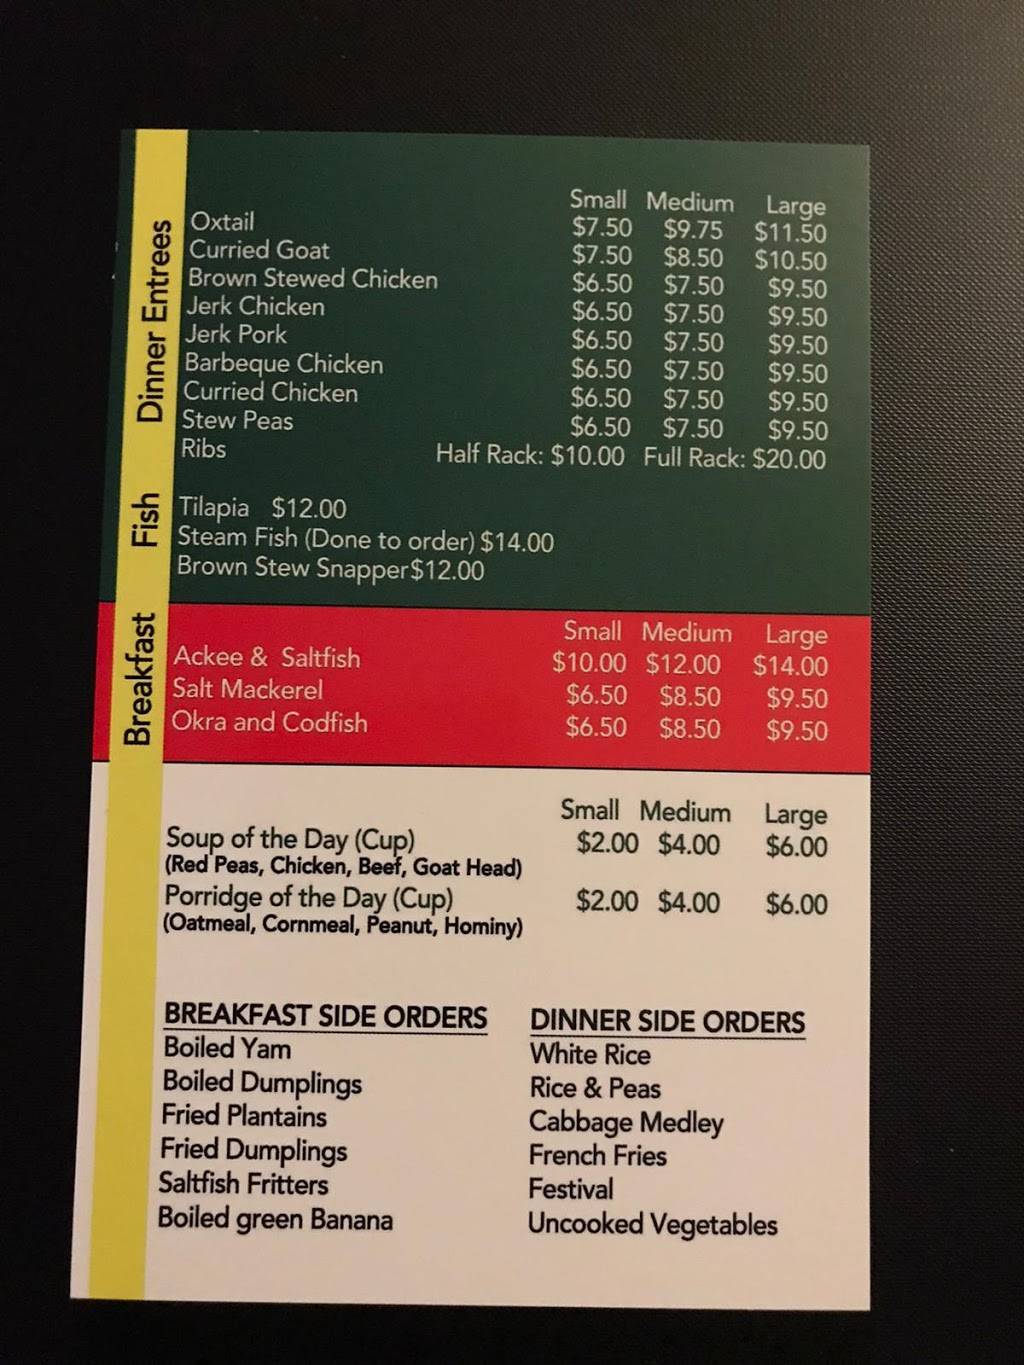 Small Medium Large
Oxtail $7.50 $9.75 $11.50
Curried Goat $7.50 $8.50 $10.50
Brown Stewed Chicken $6.50 $7.50 $9.50
Jerk Chicken $6.50 $7.50 $9.50
Jerk Pork $6.50 $7.50 $9.50
Barbeque Chicken $6.50 $7.50 $9.50
Curried Chicken $6.50 $7.50 $9.50
Stew Peas $6.50 $7.50 $9.50
Ribs Half Rack: $10.00 Full Rack: $20.00
Dinner Entrees
Tilapia $12.00
Steam Fish (Done to order) $14.00
Brown Stew Snapper$12.00
Fish
Small Medium Large
Ackee & Saltfish $10.00 $12.00 $14.00
Salt Mackerel $6.50 $8.50 $9.50
Okra and Codfish $6.50 $8.50 $9.50
Breakfast
Small Medium Large
Soup of the Day (Cup) $2.00 $4.00 $6.00
(Red Peas, Chicken, Beef, Goat Head)
Porridge of the Day (Cup) $2.00 $4.00 $6.00
(Oatmeal, Cornmeal, Peanut, Hominy)
BREAKFAST SIDE ORDERS
Boiled Yam
Boiled Dumplings
Fried Plantains
Fried Dumplings
Saltfish Fritters
Boiled green Banana
DINNER SIDE ORDERS
White Rice
Rice & Peas
Cabbage Medley
French Fries
Festival
Uncooked Vegetables